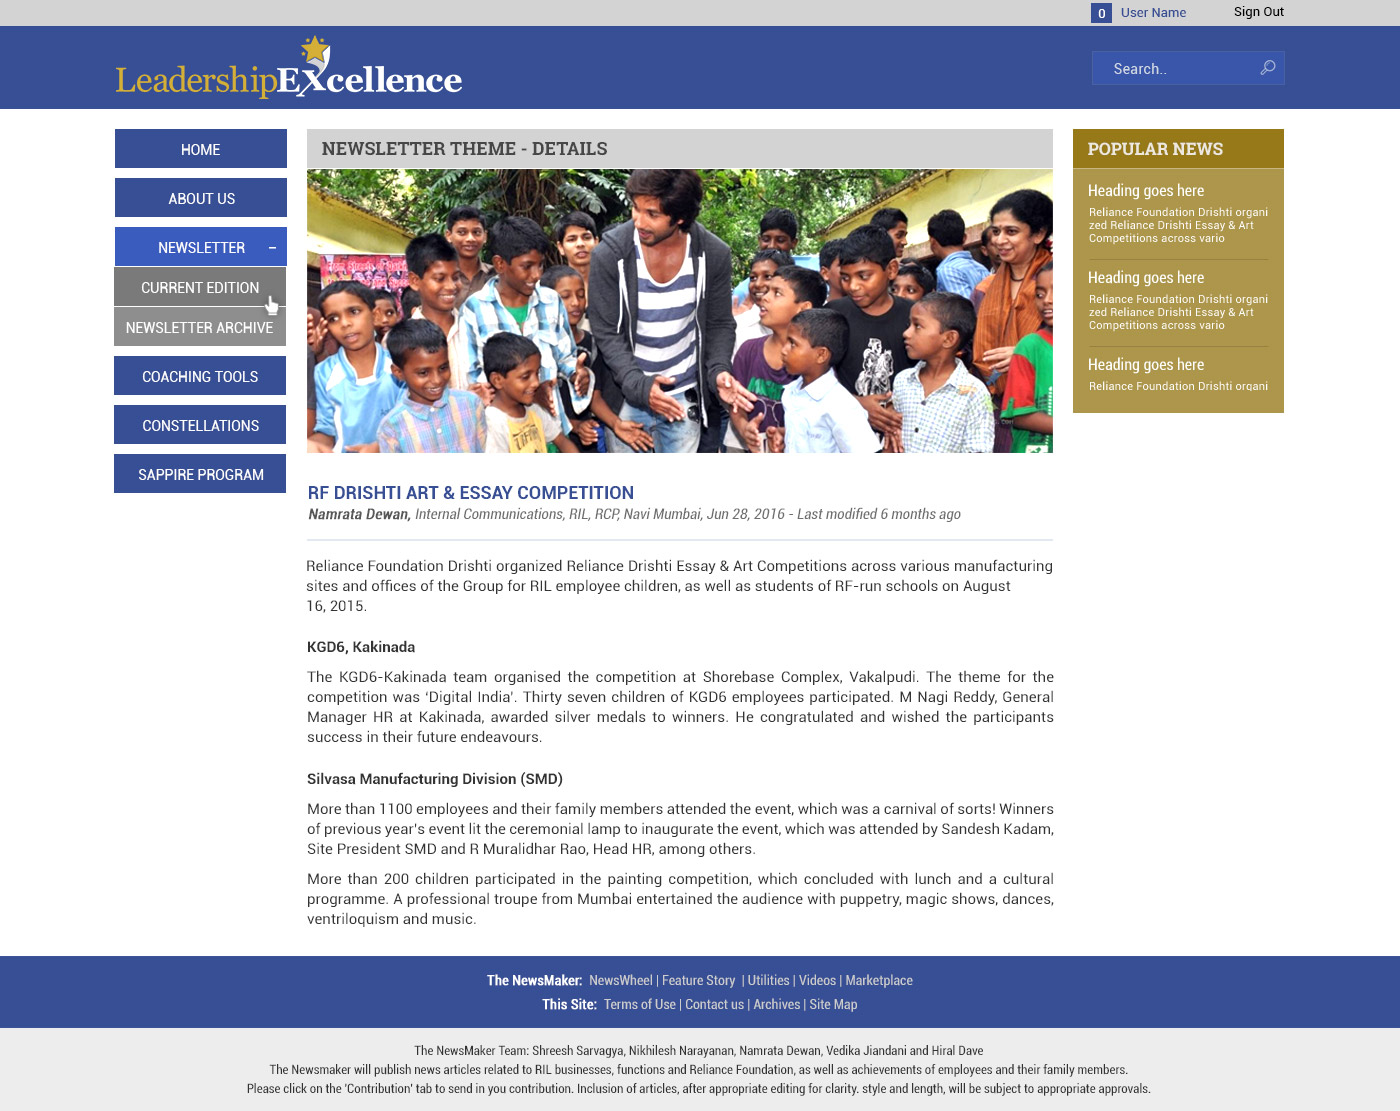 0 User Name Sign Out
LeadershipEXcellence
Search..
HOME
ABOUT US
NEWSLETTER –
CURRENT EDITION
NEWSLETTER ARCHIVE
COACHING TOOLS
CONSTELLATIONS
SAPPIRE PROGRAM
NEWSLETTER THEME - DETAILS
RF DRISHTI ART & ESSAY COMPETITION
Namrata Dewan, Internal Communications, RIL, RCP, Navi Mumbai, Jun 28, 2016 - Last modified 6 months ago
Reliance Foundation Drishti organized Reliance Drishti Essay & Art Competitions across various manufacturing
sites and offices of the Group for RIL employee children, as well as students of RF-run schools on August
16, 2015.
KGD6, Kakinada
The KGD6-Kakinada team organised the competition at Shorebase Complex, Vakalpudi. The theme for the
competition was ‘Digital India’. Thirty seven children of KGD6 employees participated. M Nagi Reddy, General
Manager HR at Kakinada, awarded silver medals to winners. He congratulated and wished the participants
success in their future endeavours.
Silvasa Manufacturing Division (SMD)
More than 1100 employees and their family members attended the event, which was a carnival of sorts! Winners
of previous year's event lit the ceremonial lamp to inaugurate the event, which was attended by Sandesh Kadam,
Site President SMD and R Muralidhar Rao, Head HR, among others.
More than 200 children participated in the painting competition, which concluded with lunch and a cultural
programme. A professional troupe from Mumbai entertained the audience with puppetry, magic shows, dances,
ventriloquism and music.
POPULAR NEWS
Heading goes here
Reliance Foundation Drishti organi
zed Reliance Drishti Essay & Art
Competitions across vario
Heading goes here
Reliance Foundation Drishti organi
zed Reliance Drishti Essay & Art
Competitions across vario
Heading goes here
Reliance Foundation Drishti organi
The NewsMaker: NewsWheel | Feature Story | Utilities | Videos | Marketplace
This Site: Terms of Use | Contact us | Archives | Site Map
The NewsMaker Team: Shreesh Sarvagya, Nikhilesh Narayanan, Namrata Dewan, Vedika Jiandani and Hiral Dave
The Newsmaker will publish news articles related to RIL businesses, functions and Reliance Foundation, as well as achievements of employees and their family members.
Please click on the 'Contribution' tab to send in you contribution. Inclusion of articles, after appropriate editing for clarity. style and length, will be subject to appropriate approvals.